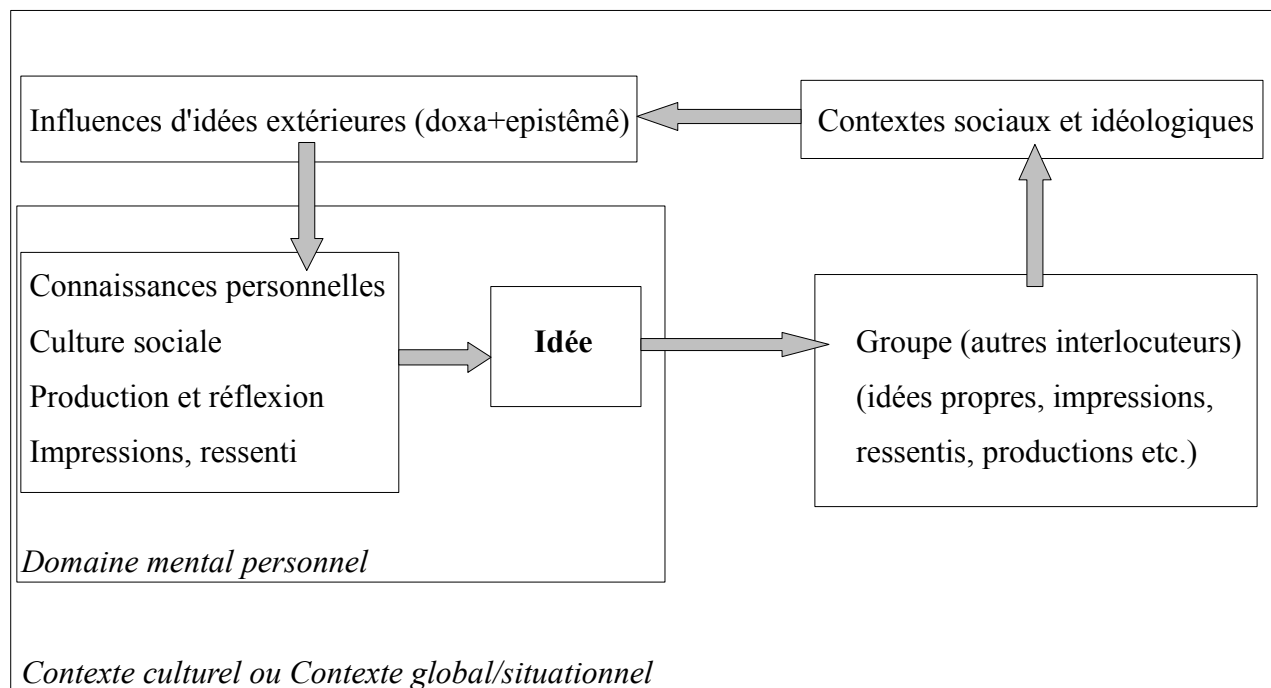 Influences d'idées extérieures (doxa+epistêmê)
Contextes sociaux et idéologiques
Connaissances personnelles
Culture sociale
Production et réflexion
Impressions, ressenti
Idée
Groupe (autres interlocuteurs)
(idées propres, impressions,
ressentis, productions etc.)
Domaine mental personnel
Contexte culturel ou Contexte global/situationnel